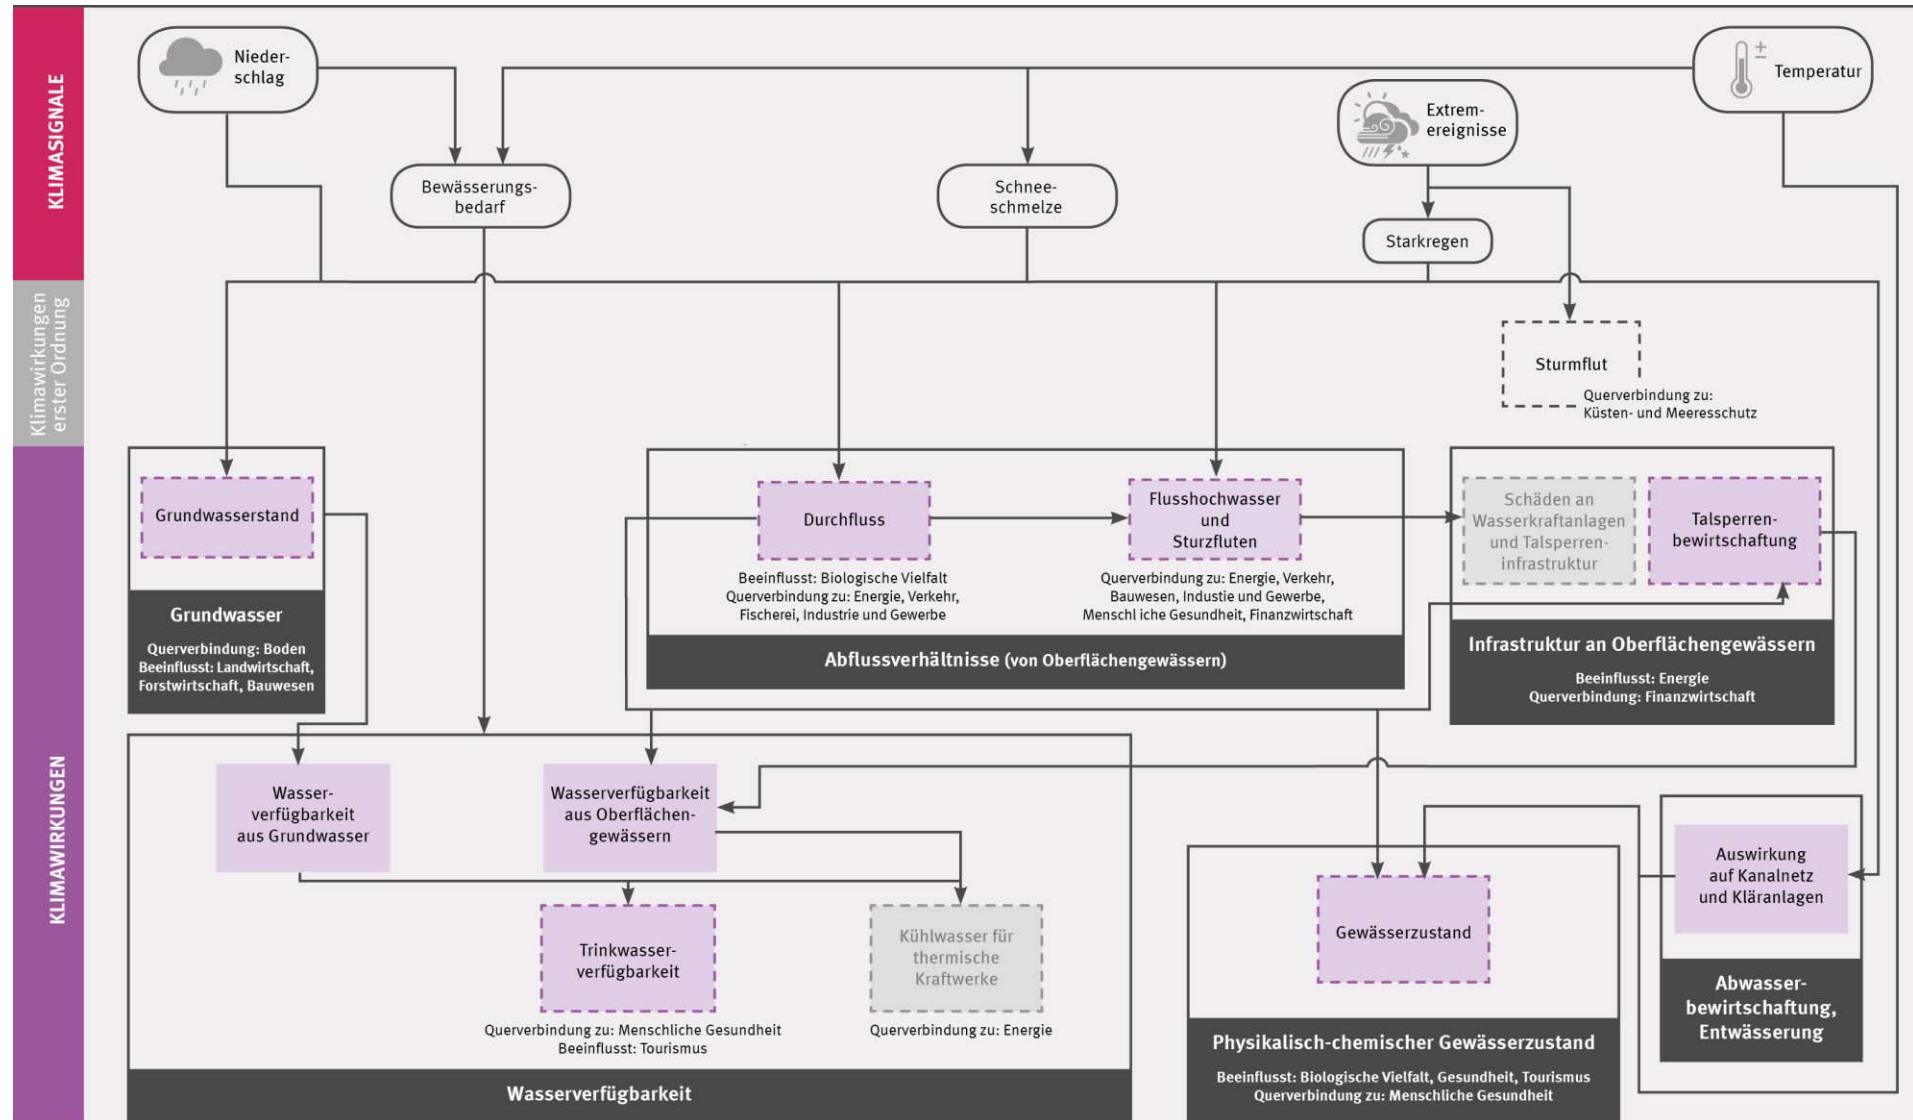 KLIMASIGNALE
Nieder-
schlag
± Temperatur
Extrem-
ereignisse
Bewässerungs-
bedarf
Schnee-
schmelze
Starkregen
Klimawirkungen
erster Ordnung
Sturmflut
Querverbindung zu:
Küsten- und Meeresschutz
KLIMAWIRKUNGEN
Grundwasserstand
Grundwasser
Querverbindung: Boden
Beeinflusst: Landwirtschaft,
Forstwirtschaft, Bauwesen
Durchfluss
Beeinflusst: Biologische Vielfalt
Querverbindung zu: Energie, Verkehr,
Fischerei, Industrie und Gewerbe
Flusshochwasser
und
Sturzfluten
Querverbindung zu: Energie, Verkehr,
Bauwesen, Industie und Gewerbe,
Menschl iche Gesundheit, Finanzwirtschaft
Abflussverhältnisse (von Oberflächengewässern)
Schäden an
Wasserkraftanlagen
und Talsperren-
infrastruktur
Talsperren-
bewirtschaftung
Infrastruktur an Oberflächengewässern
Beeinflusst: Energie
Querverbindung: Finanzwirtschaft
Wasser-
verfügbarkeit
aus Grundwasser
Wasserverfügbarkeit
aus Oberflächen-
gewässern
Trinkwasser-
verfügbarkeit
Querverbindung zu: Menschliche Gesundheit
Beeinflusst: Tourismus
Kühlwasser für
thermische
Kraftwerke
Querverbindung zu: Energie
Wasserverfügbarkeit
Gewässerzustand
Physikalisch-chemischer Gewässerzustand
Beeinflusst: Biologische Vielfalt, Gesundheit, Tourismus
Querverbindung zu: Menschliche Gesundheit
Auswirkung
auf Kanalnetz
und Kläranlagen
Abwasser-
bewirtschaftung,
Entwässerung